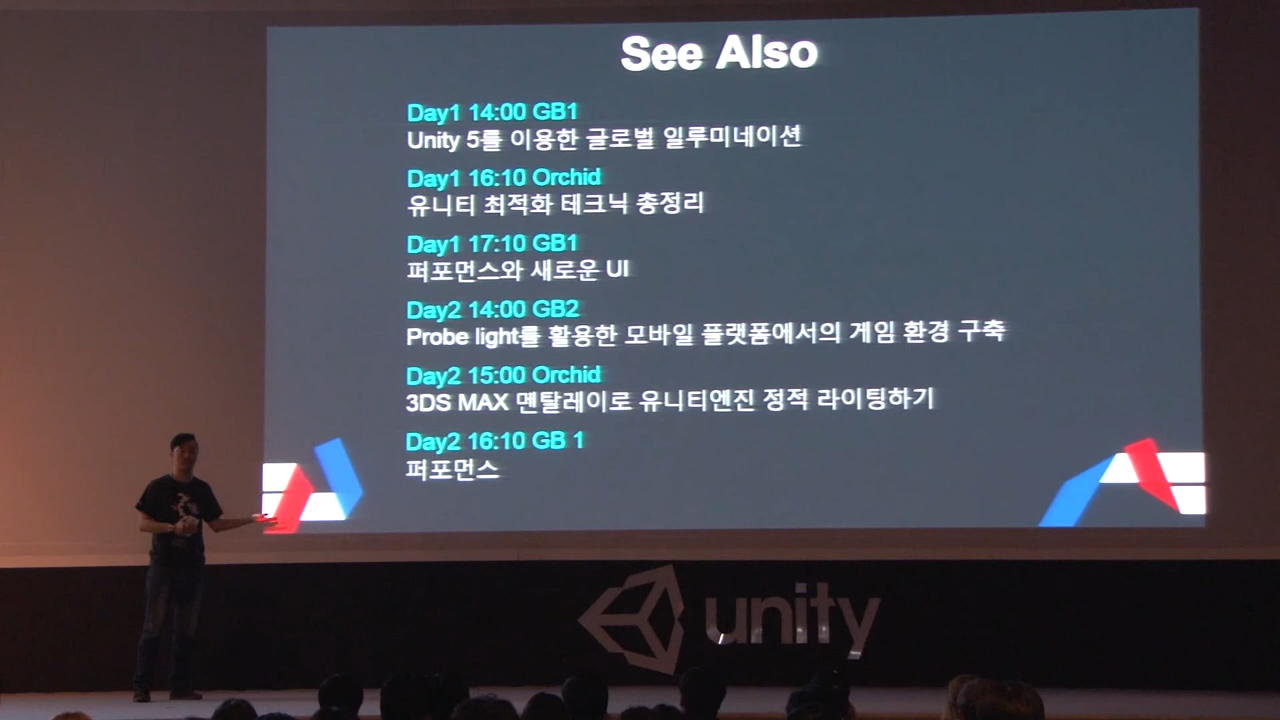 See Also
Day1 14:00 GB1
Unity 5를 이용한 글로벌 일루미네이션
Day1 16:10 Orchid
유니티 최적화 테크닉 총정리
Day1 17:10 GB1
퍼포먼스와 새로운 UI
Day2 14:00 GB2
Probe light를 활용한 모바일 플랫폼에서의 게임 환경 구축
Day2 15:00 Orchid
3DS MAX 멘탈레이로 유니티엔진 정적 라이팅하기
Day2 16:10 GB 1
퍼포먼스
unity